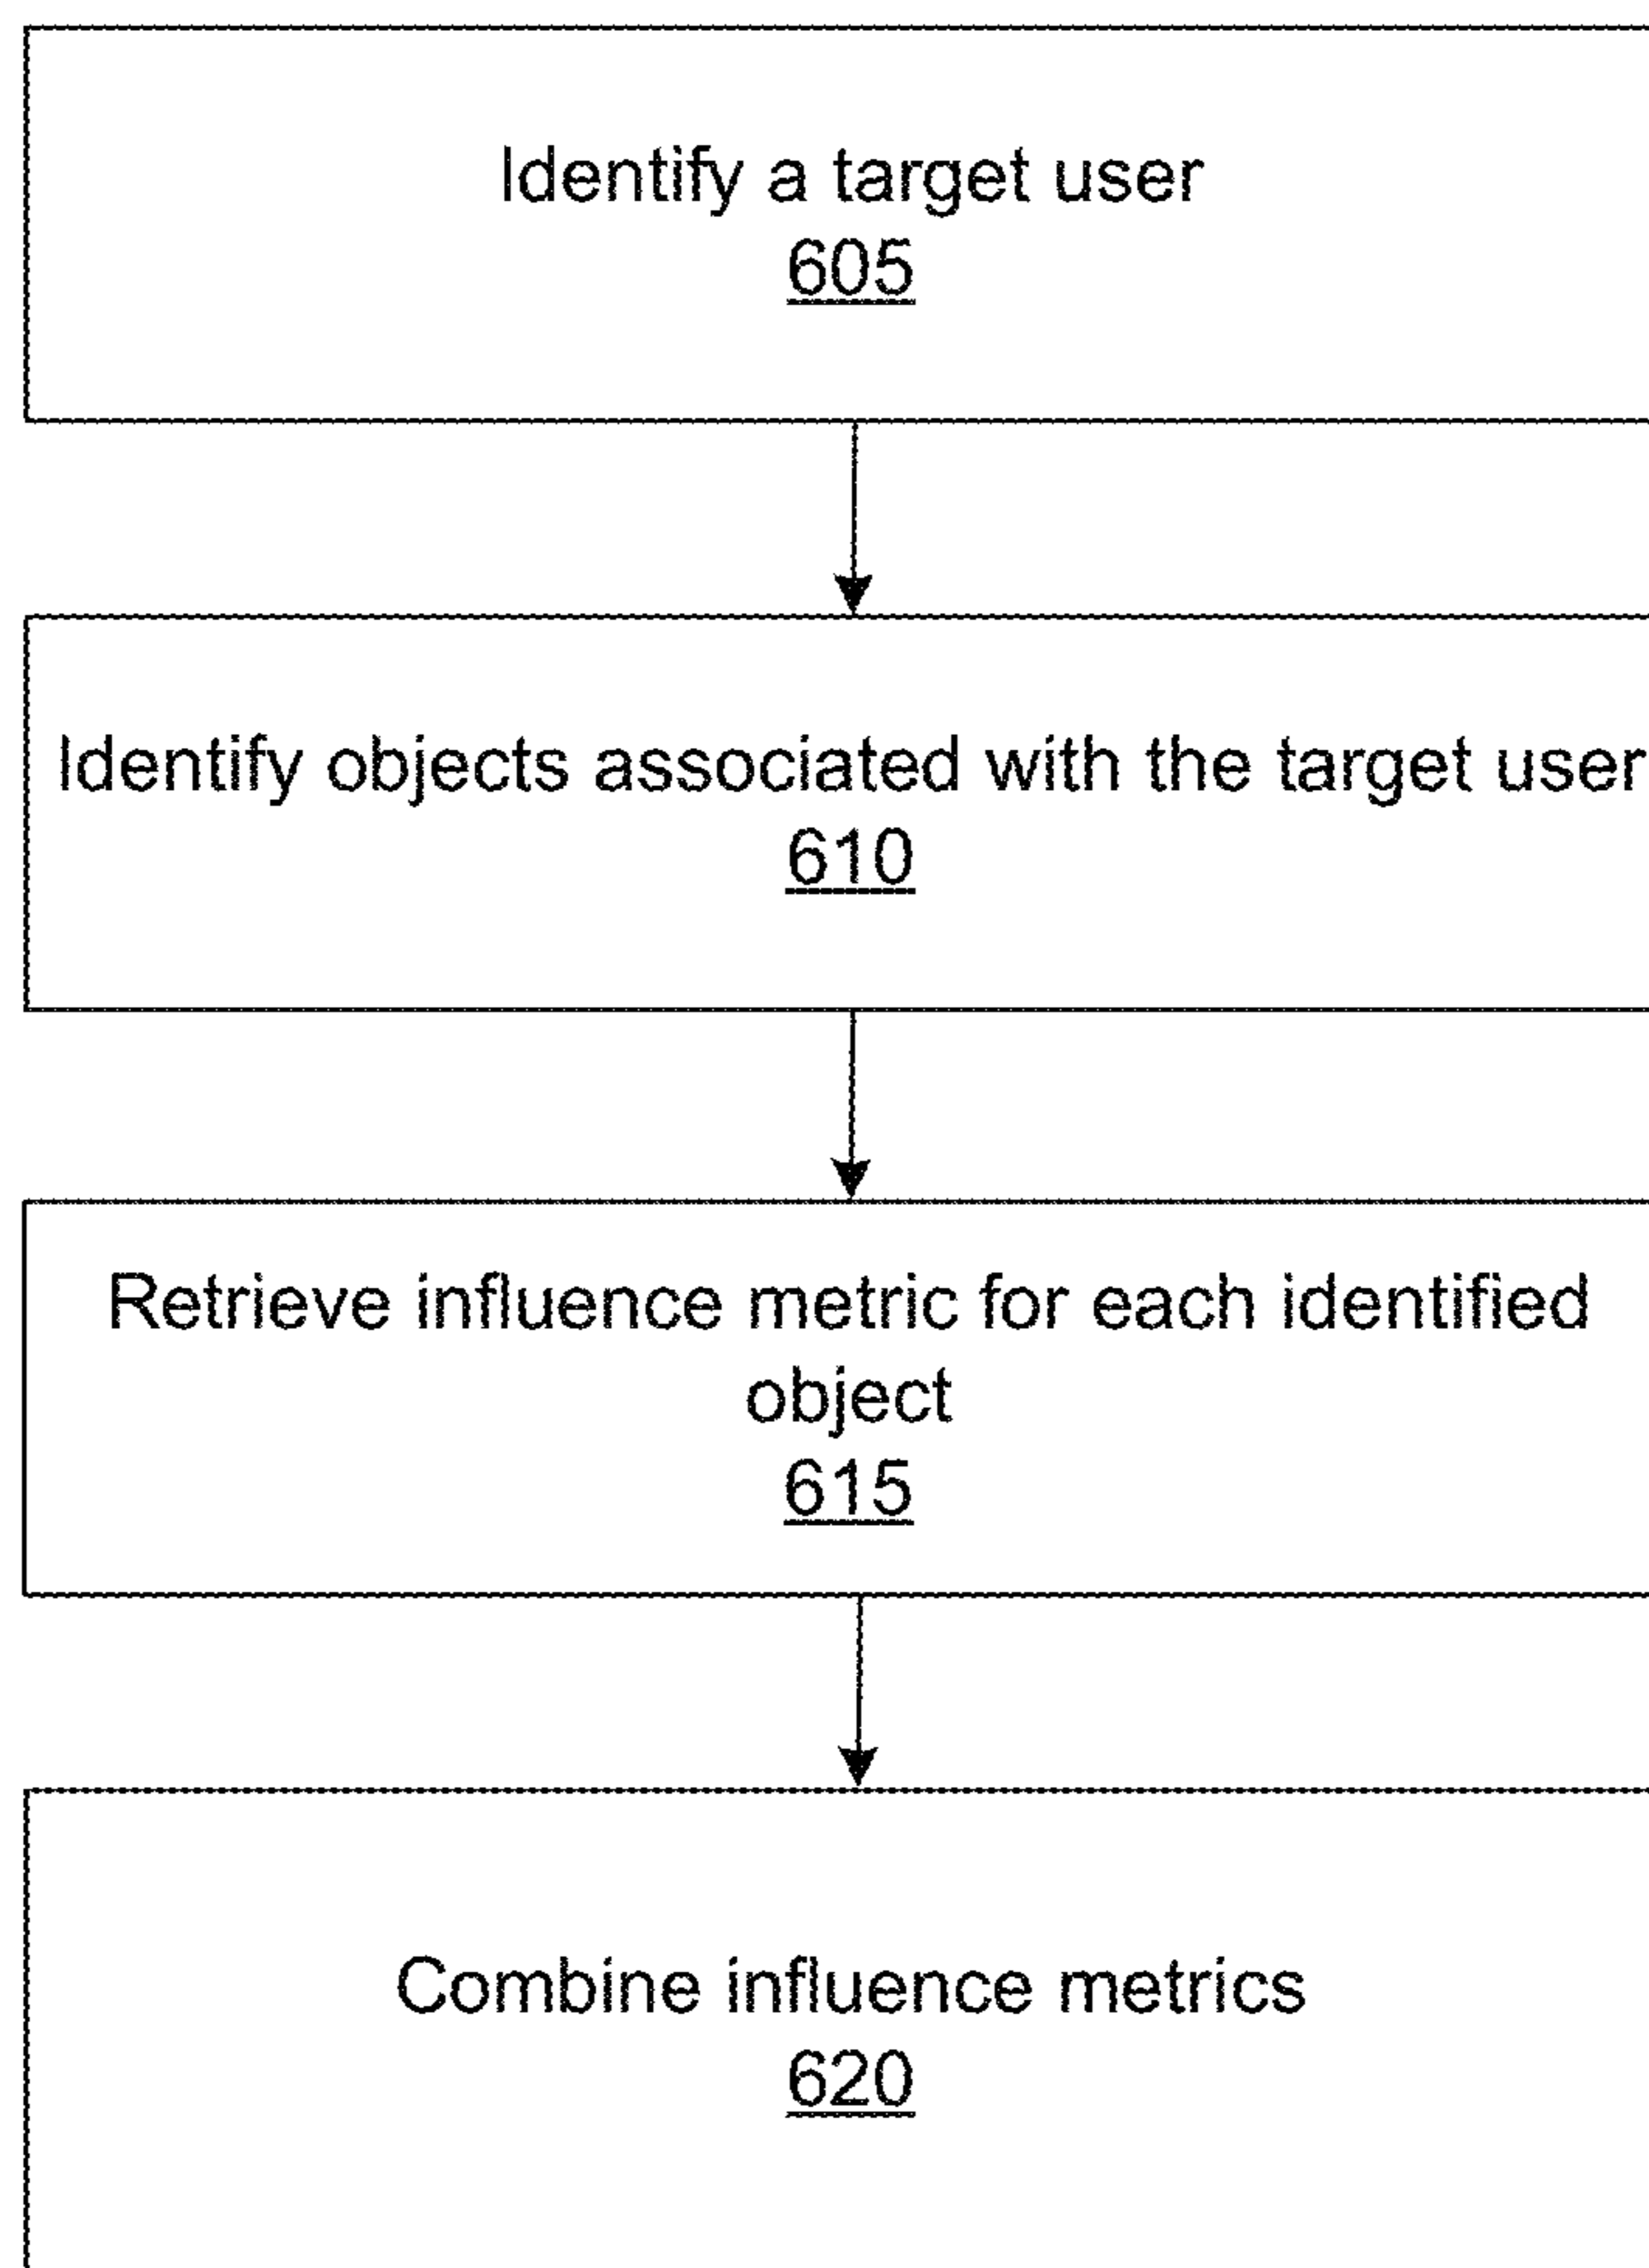 Identify a target user
605
Identify objects associated with the target user
610
Retrieve influence metric for each identified
object
615
Combine influence metrics
620